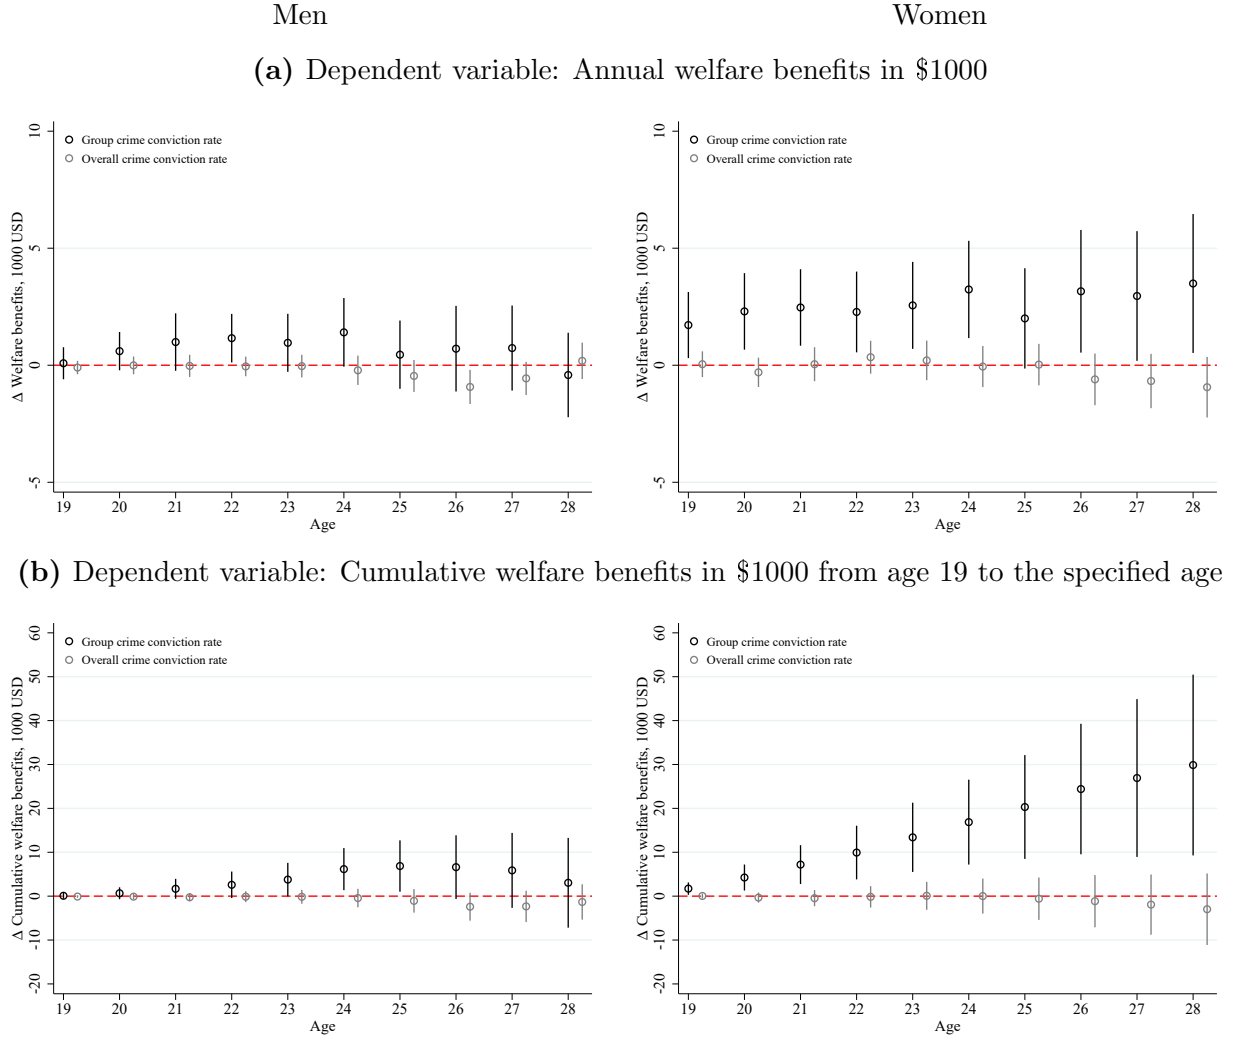 Men Women
(a) Dependent variable: Annual welfare benefits in $1000
10
5
0
-5
Δ Welfare benefits, 1000 USD
Group crime conviction rate
Overall crime conviction rate
19 20 21 22 23 24 25 26 27 28
Age
10
5
0
-5
Δ Welfare benefits, 1000 USD
Group crime conviction rate
Overall crime conviction rate
19 20 21 22 23 24 25 26 27 28
Age
(b) Dependent variable: Cumulative welfare benefits in $1000 from age 19 to the specified age
60
50
40
30
20
10
0
-10
-20
Δ Cumulative welfare benefits, 1000 USD
Group crime conviction rate
Overall crime conviction rate
19 20 21 22 23 24 25 26 27 28
Age
60
50
40
30
20
10
0
-10
-20
Δ Cumulative welfare benefits, 1000 USD
Group crime conviction rate
Overall crime conviction rate
19 20 21 22 23 24 25 26 27 28
Age